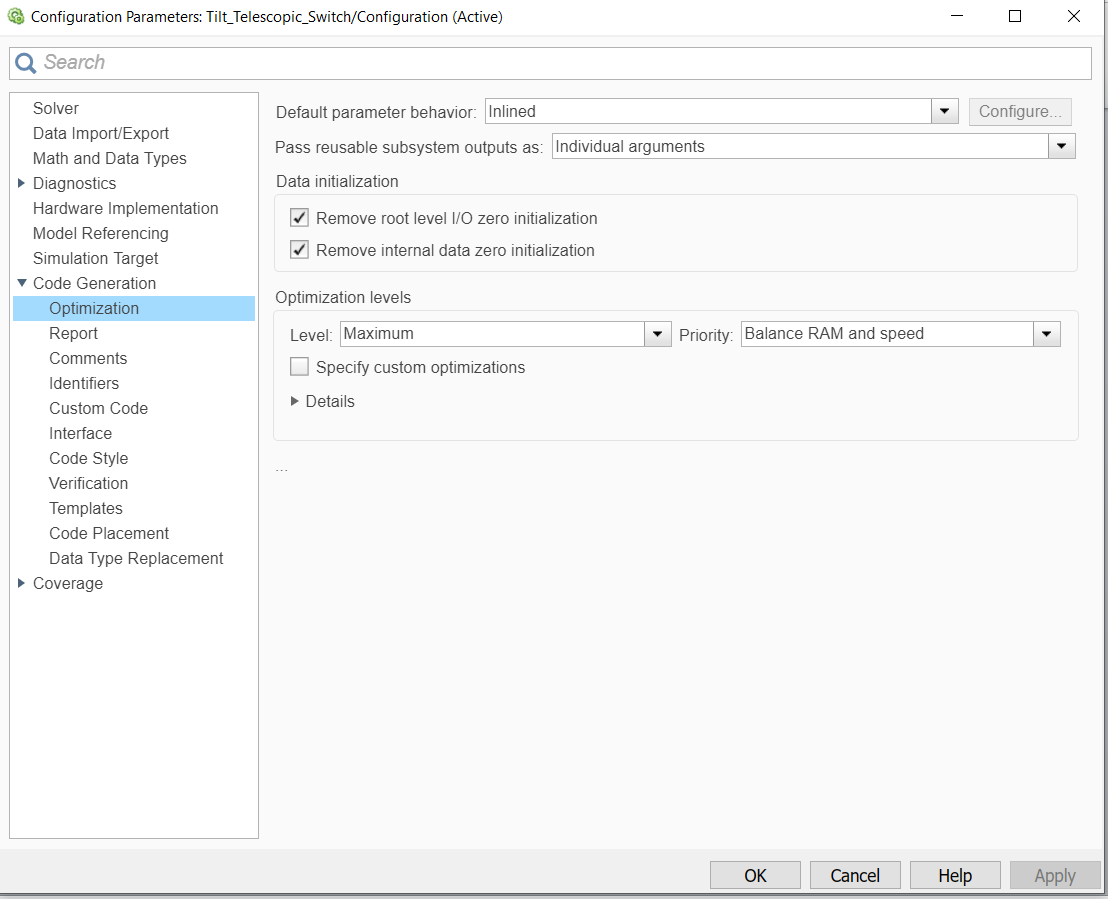 Configuration Parameters: Tilt_Telescopic_Switch/Configuration (Active)
Search
Solver
Data Import/Export
Math and Data Types
Diagnostics
Hardware Implementation
Model Referencing
Simulation Target
Code Generation
Optimization
Report
Comments
Identifiers
Custom Code
Interface
Code Style
Verification
Templates
Code Placement
Data Type Replacement
Coverage
Default parameter behavior: Inlined Configure...
Pass reusable subsystem outputs as: Individual arguments
Data initialization
Remove root level I/O zero initialization
Remove internal data zero initialization
Optimization levels
Level: Maximum Priority: Balance RAM and speed
Specify custom optimizations
Details
...
OK Cancel Help Apply